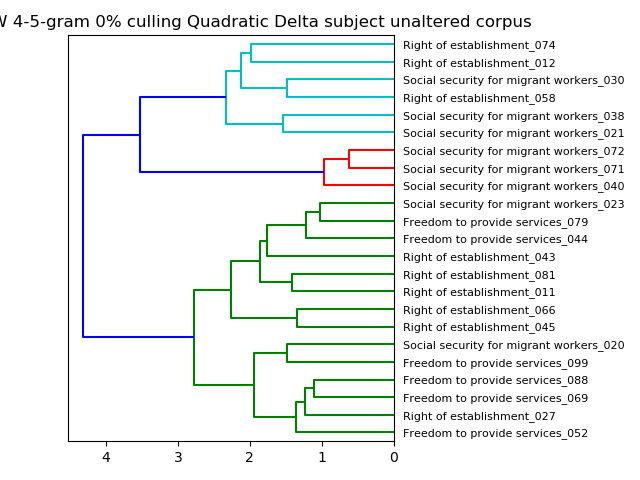 4-5-gram 0% culling Quadratic Delta subject unaltered corpus
Right of establishment_074
Right of establishment_012
Social security for migrant workers_030
Right of establishment_058
Social security for migrant workers_038
Social security for migrant workers_021
Social security for migrant workers_072
Social security for migrant workers_071
Social security for migrant workers_040
Social security for migrant workers_023
Freedom to provide services_079
Freedom to provide services_044
Right of establishment_043
Right of establishment_081
Right of establishment_011
Right of establishment_066
Right of establishment_045
Social security for migrant workers_020
Freedom to provide services_099
Freedom to provide services_088
Freedom to provide services_069
Right of establishment_027
Freedom to provide services_052
4 3 2 1 0